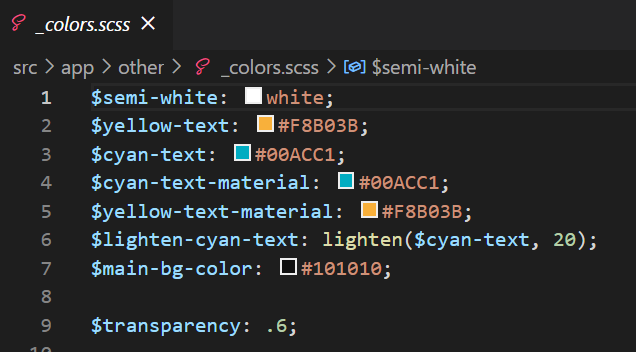 _colors.scss
src > app > other > _colors.scss > $semi-white
1 $semi-white: white;
2 $yellow-text: #F8B03B;
3 $cyan-text: #00ACC1;
4 $cyan-text-material: #00ACC1;
5 $yellow-text-material: #F8B03B;
6 $lighten-cyan-text: lighten($cyan-text, 20);
7 $main-bg-color: #101010;
8
9 $transparency: .6;
10